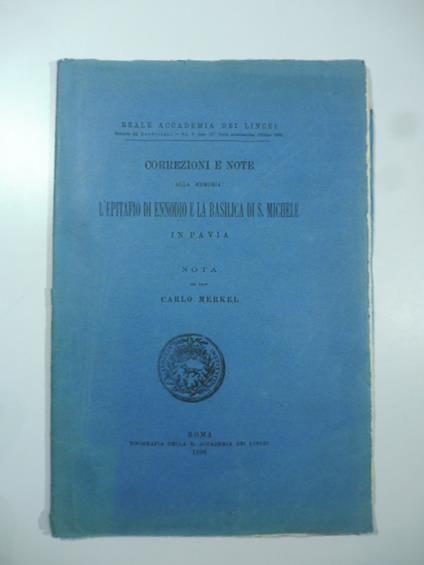 REALE ACCADEMIA DEI LINCEI
CORREZIONI E NOTE
ALLA MEMORIA:
L'EPITAFIO DI ENNODIO E LA BASILICA DI S. MICHELE
IN PAVIA
NOTA
CARLO MERKEL
ROMA
TIPOGRAFIA DELLA R. ACCADEMIA DEI LINCEI
1896